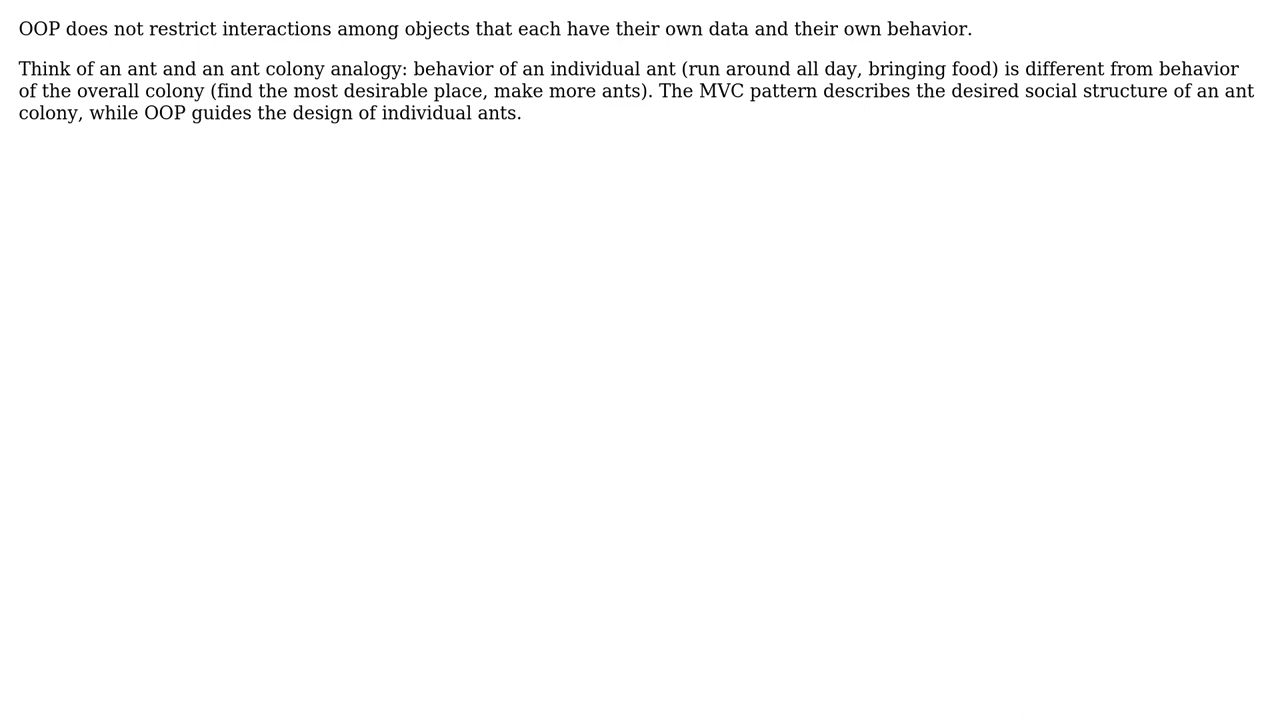 OOP does not restrict interactions among objects that each have their own data and their own behavior.
Think of an ant and an ant colony analogy: behavior of an individual ant (run around all day, bringing food) is different from behavior
of the overall colony (find the most desirable place, make more ants). The MVC pattern describes the desired social structure of an ant
colony, while OOP guides the design of individual ants.